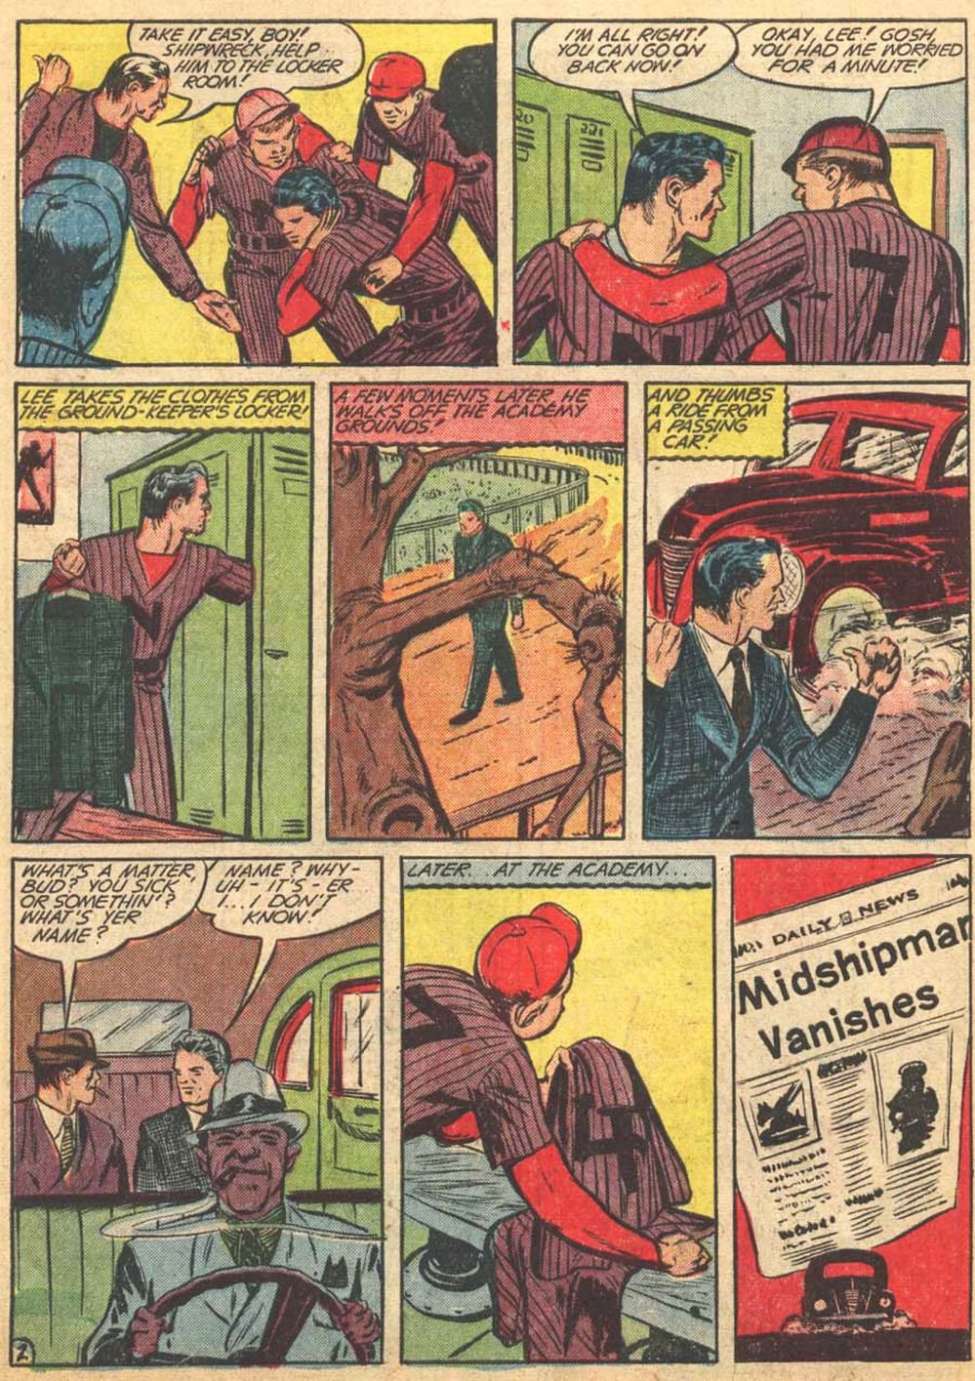 TAKE IT EASY, BOY!
SHIPWRECK, HELP
HIM TO THE LOCKER
ROOM!
I'M ALL RIGHT!
YOU CAN GO ON
BACK NOW!
OKAY, LEE! GOSH,
YOU HAD ME WORRIED
FOR A MINUTE!
220
221
7
LEE TAKES THE CLOTHES FROM
THE GROUND-KEEPER'S LOCKER!
A FEW MOMENTS LATER, HE
WALKS OFF THE ACADEMY
GROUNDS!
AND THUMBS
A RIDE FROM
A PASSING
CAR!
WHAT'S A MATTER,
BUD? YOU SICK
OR SOMETHIN'?
WHAT'S YER
NAME?
NAME? WHY-
UH - IT'S - ER
I... I DON'T
KNOW!
2
LATER.. AT THE ACADEMY...
DAILY NEWS
Midshipman
Vanishes